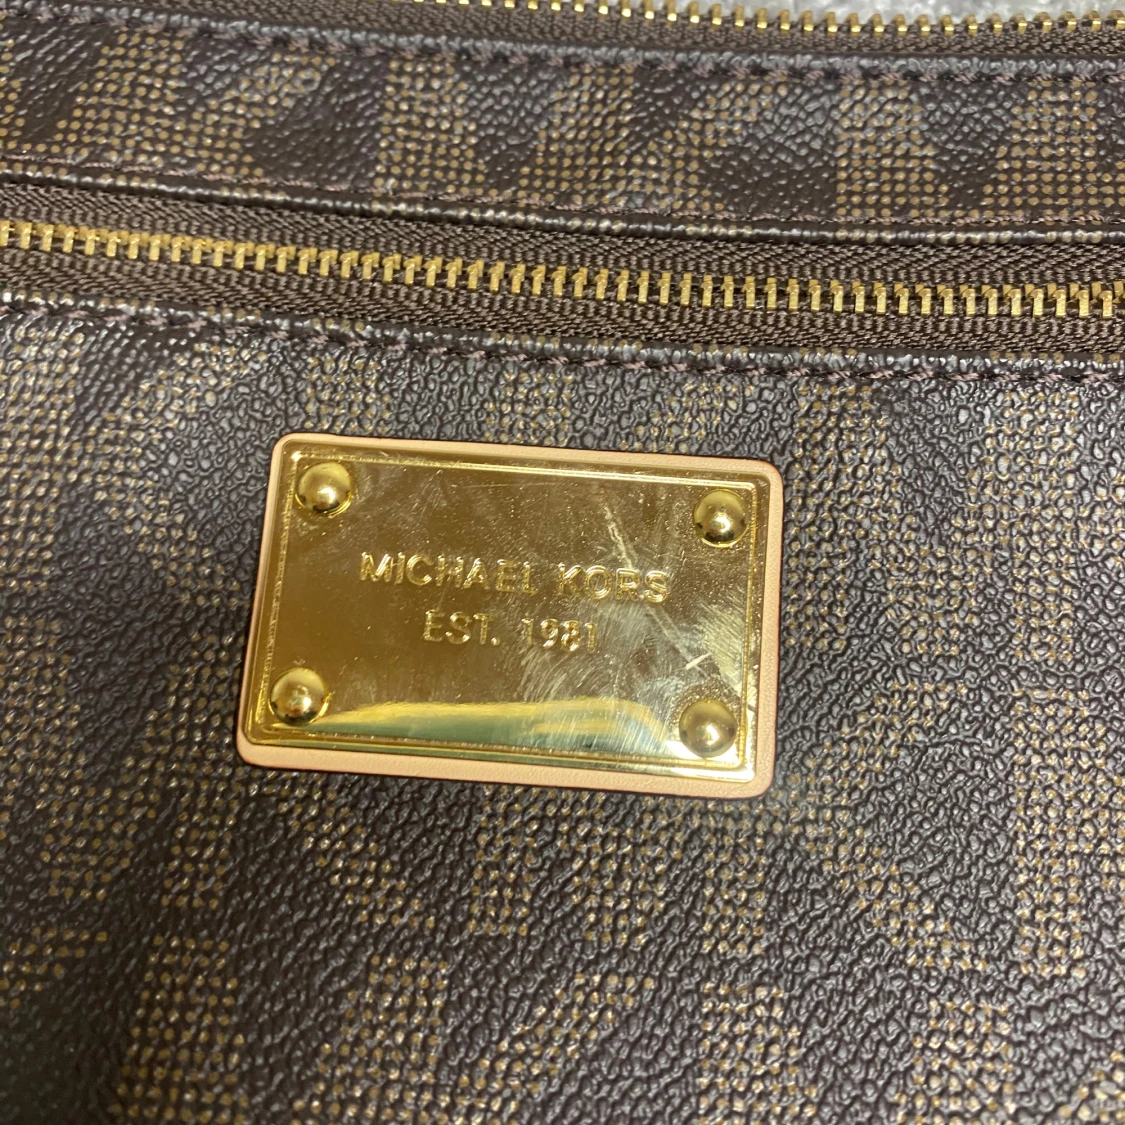 MICHAEL KORS
EST. 1981